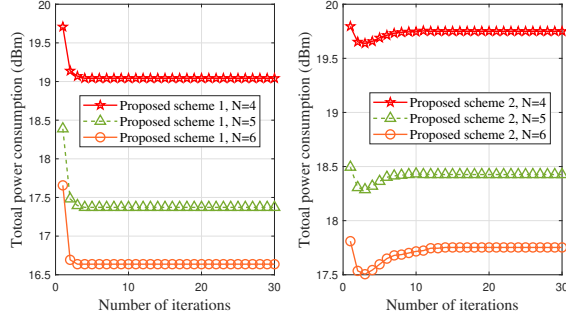 20
19.5
19
18.5
18
17.5
17
16.5
Totoal power consumption (dBm)
Proposed scheme 1, N=4
Proposed scheme 1, N=5
Proposed scheme 1, N=6
0 10 20 30
Number of iterations
20
19.5
19
18.5
18
17.5
Totoal power consumption (dBm)
Proposed scheme 2, N=4
Proposed scheme 2, N=5
Proposed scheme 2, N=6
0 10 20 30
Number of iterations